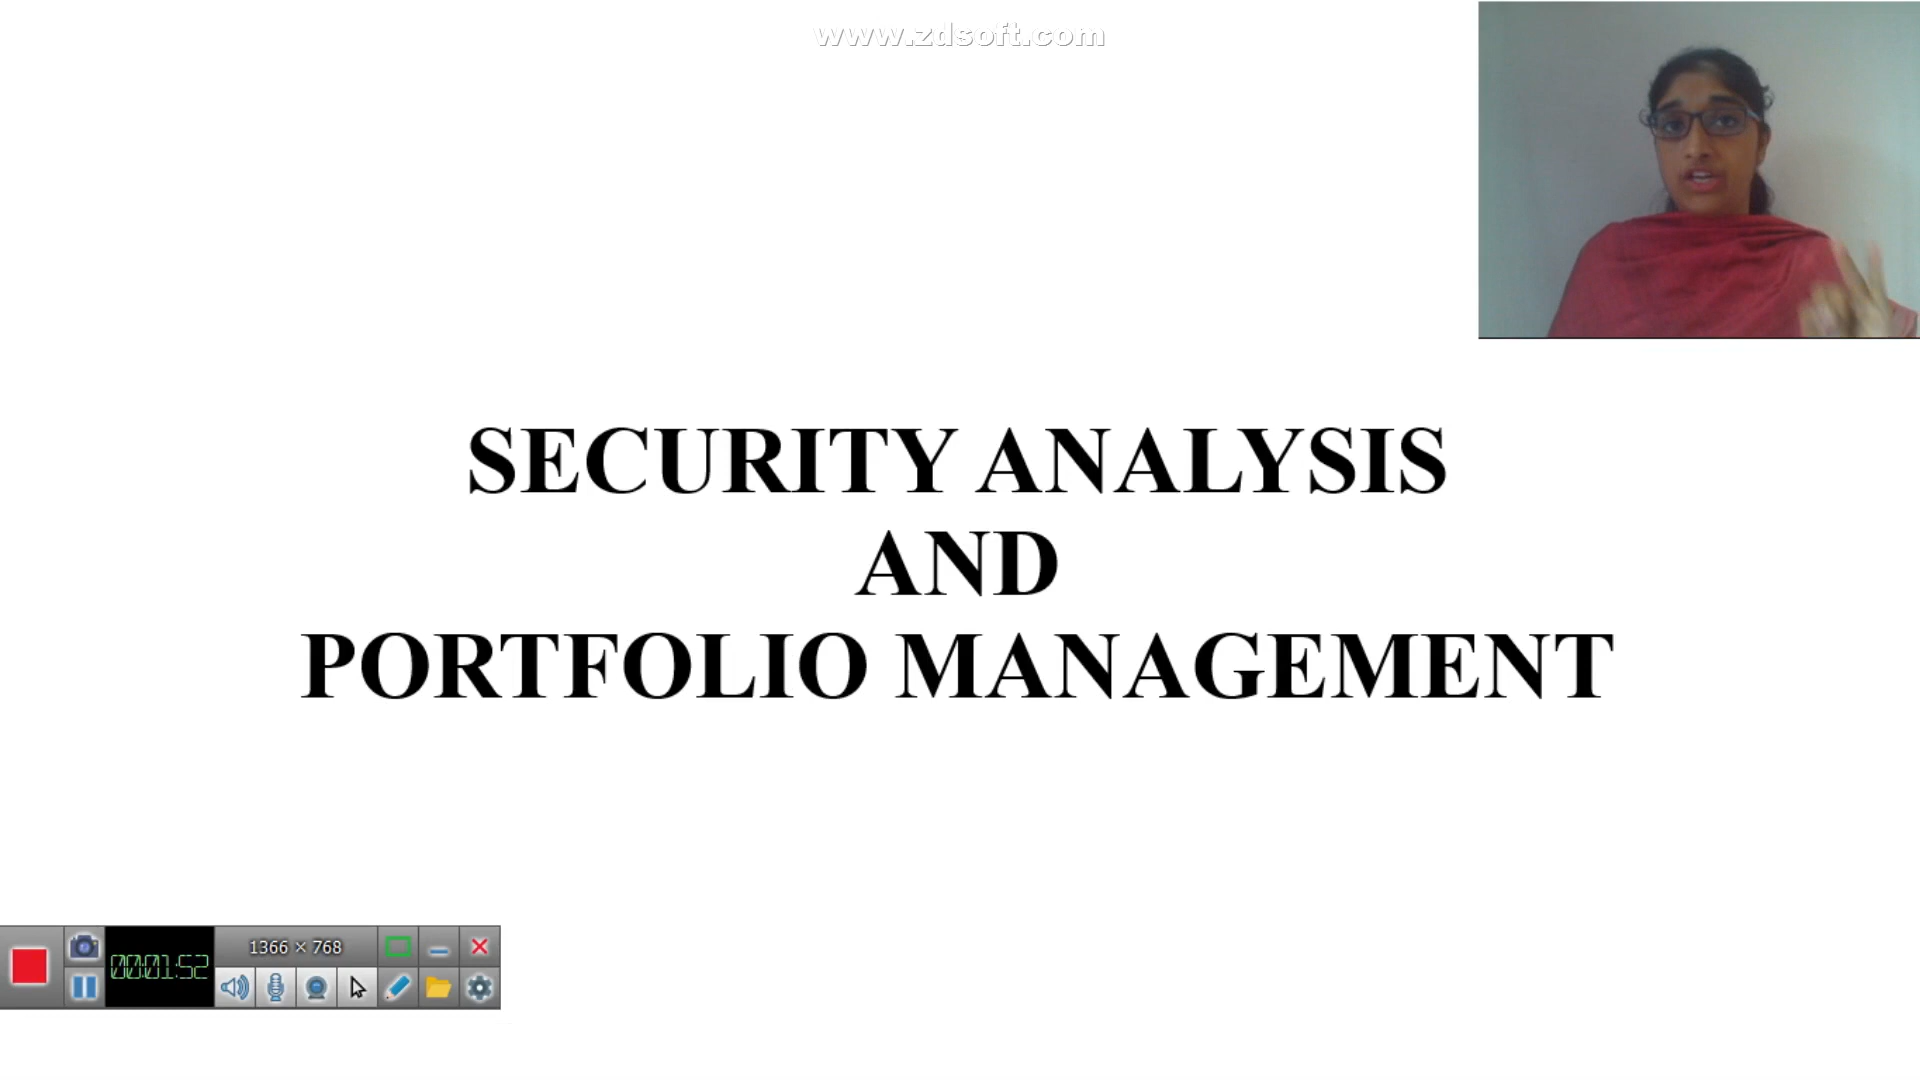 www.zdsoft.com
SECURITY ANALYSIS
AND
PORTFOLIO MANAGEMENT
1366 × 768
00:01:52